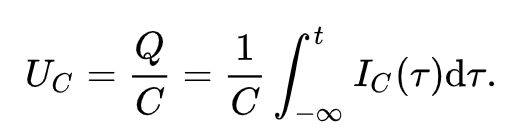 $U_C = \frac{Q}{C} = \frac{1}{C} \int_{-\infty}^{t} I_C(\tau)\mathrm{d}\tau.$